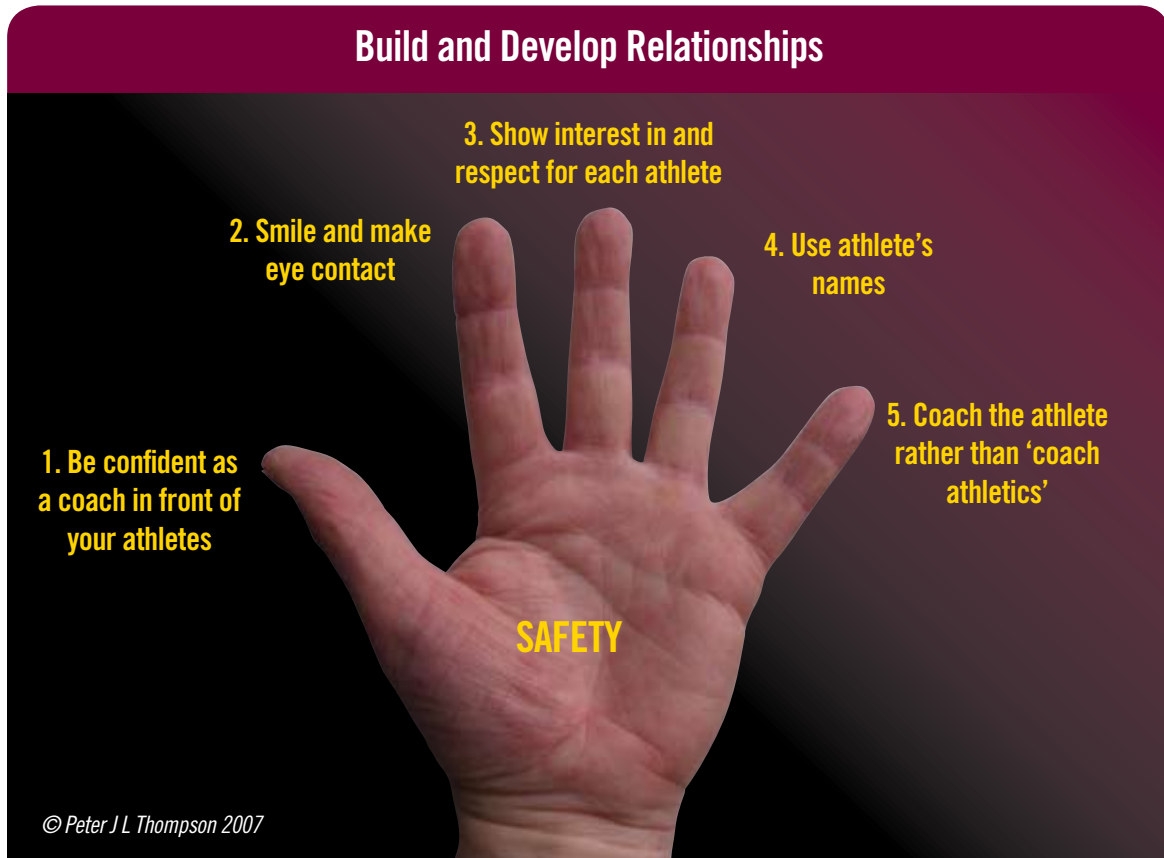 Build and Develop Relationships
3. Show interest in and
respect for each athlete
2. Smile and make
eye contact
4. Use athlete’s
names
1. Be confident as
a coach in front of
your athletes
5. Coach the athlete
rather than ‘coach
athletics’
SAFETY
© Peter J L Thompson 2007